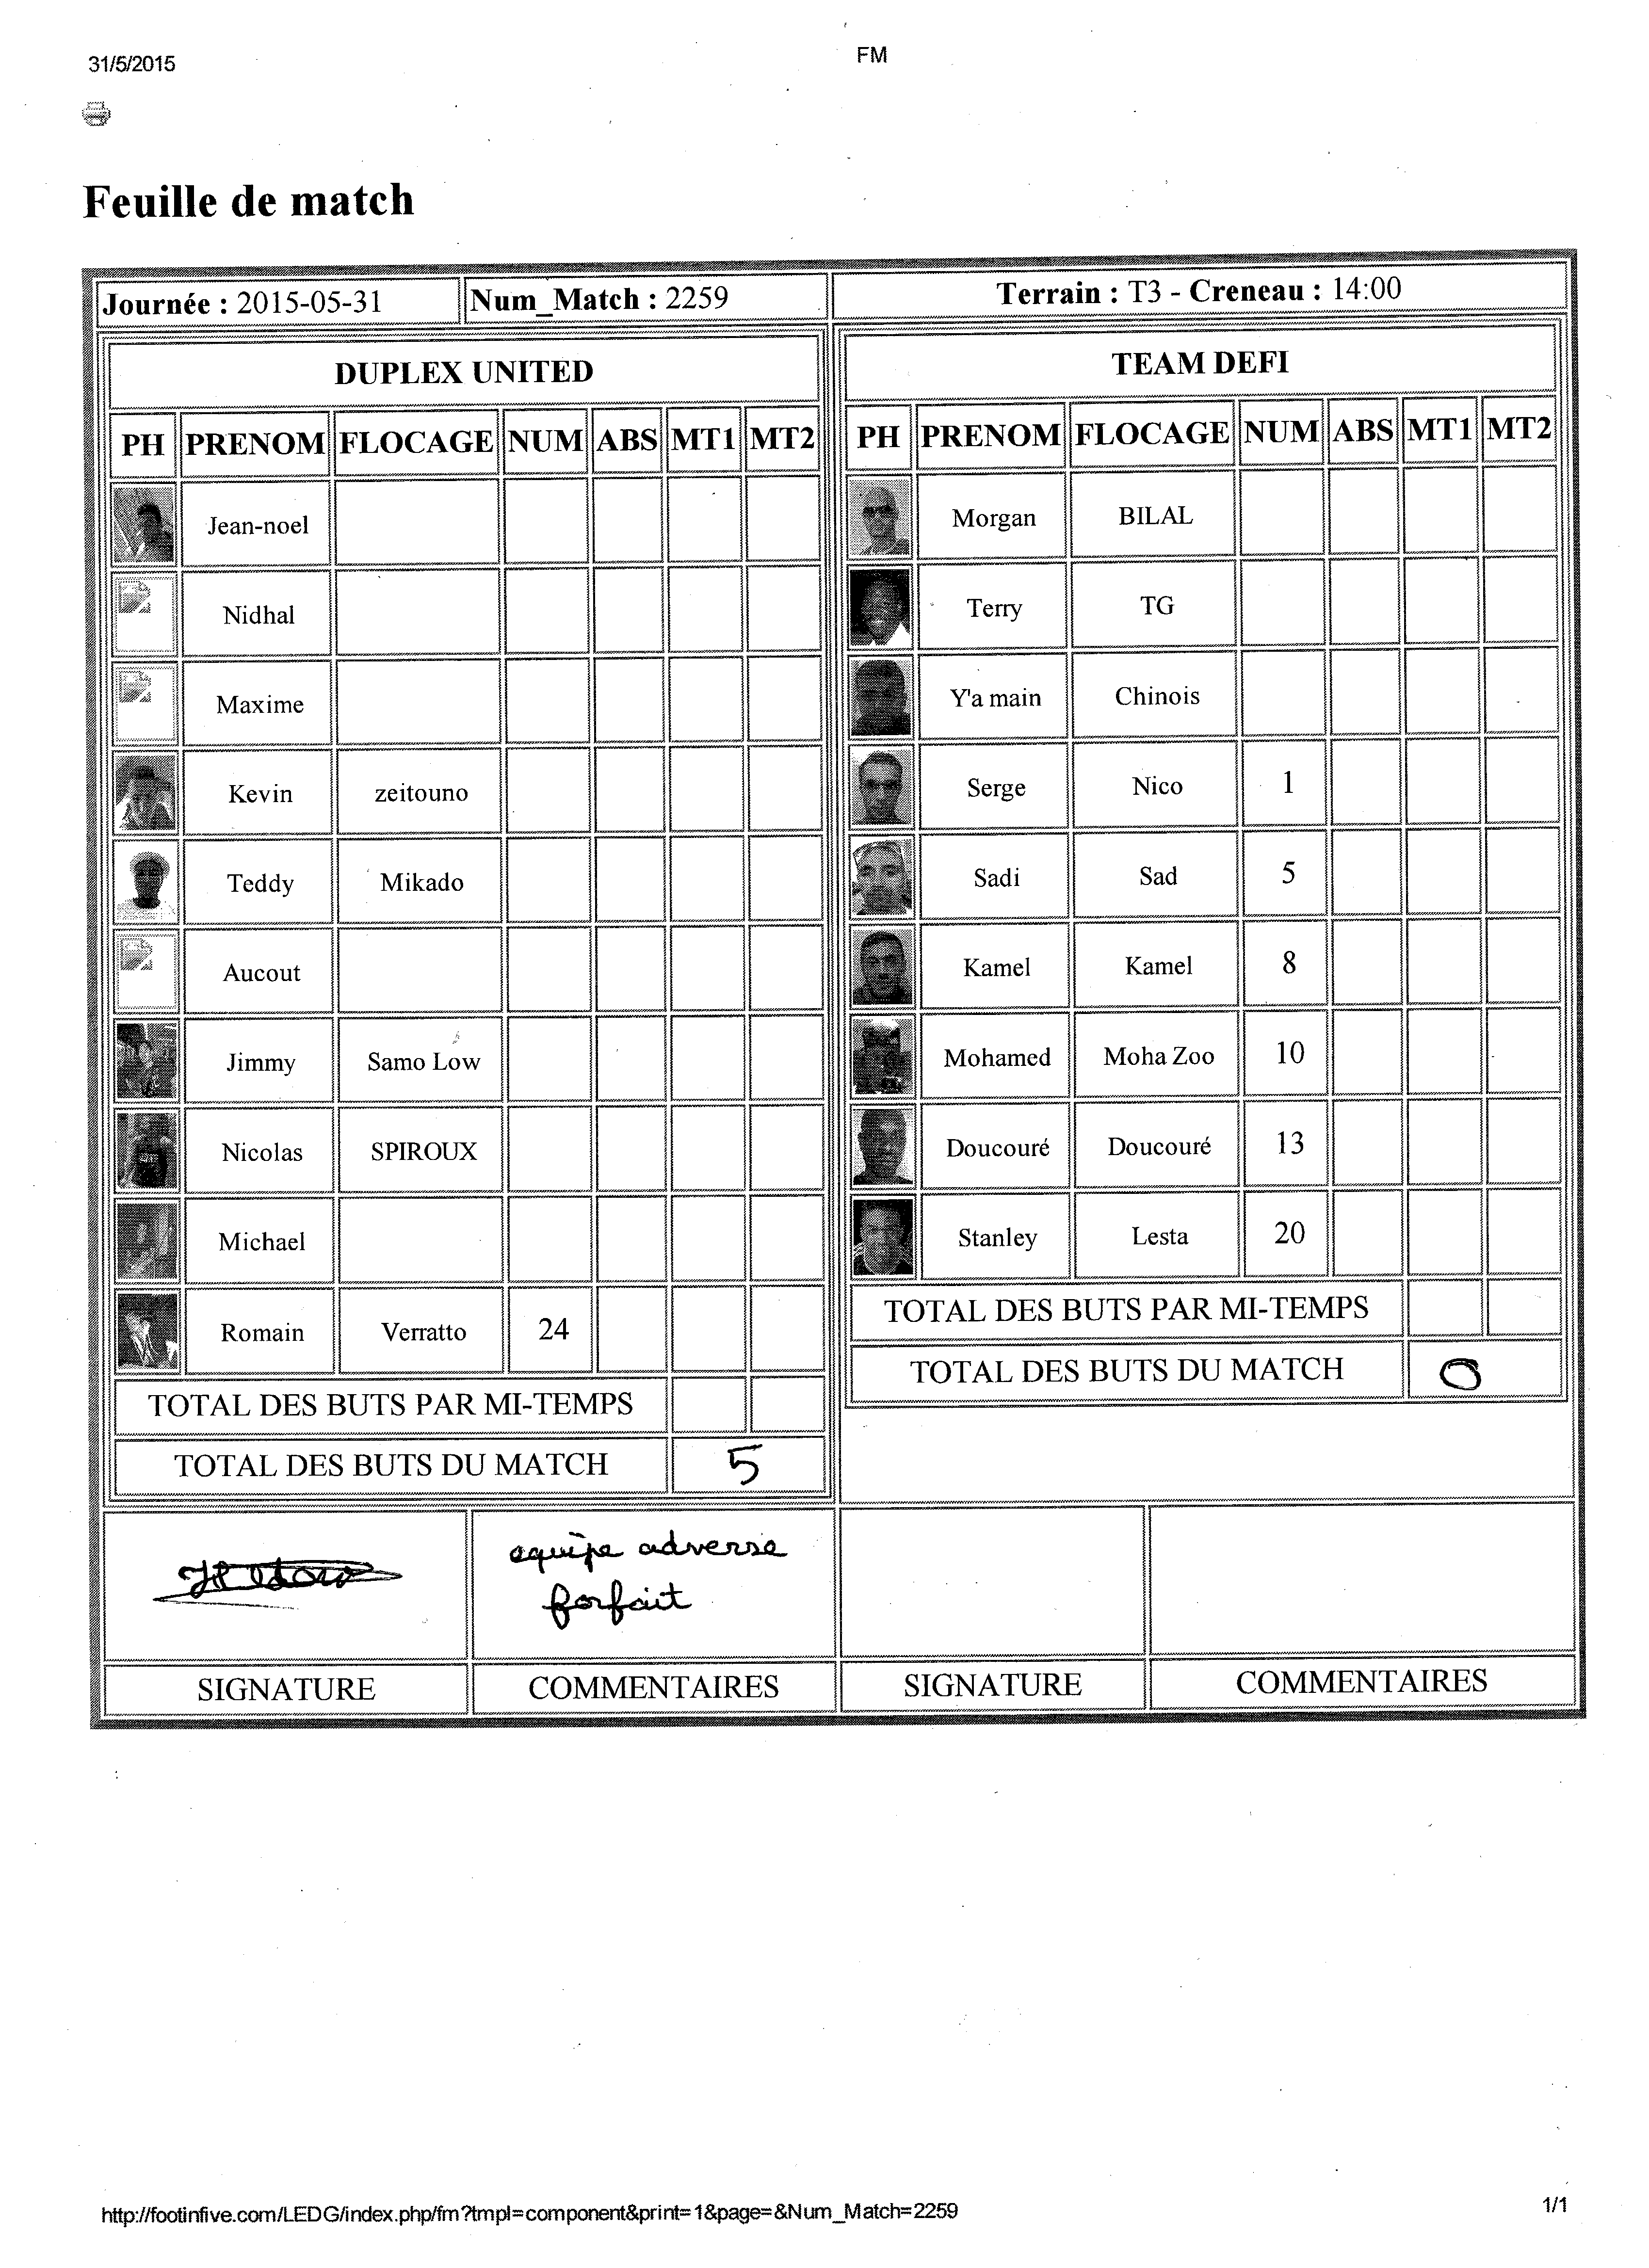 31/5/2015
FM
Feuille de match
Journée : 2015-05-31 Num_Match : 2259 Terrain : T3 - Creneau : 14:00
DUPLEX UNITED
PH PRENOM FLOCAGE NUM ABS MT1 MT2
Jean-noel
Nidhal
Maxime
Kevin zeitouno
Teddy Mikado
Aucout
Jimmy Samo Low
Nicolas SPIROUX
Michael
Romain Verratto 24
TOTAL DES BUTS PAR MI-TEMPS
TOTAL DES BUTS DU MATCH 5
TEAM DEFI
PH PRENOM FLOCAGE NUM ABS MT1 MT2
Morgan BILAL
Terry TG
Y'a main Chinois
Serge Nico 1
Sadi Sad 5
Kamel Kamel 8
Mohamed Moha Zoo 10
Doucouré Doucouré 13
Stanley Lesta 20
TOTAL DES BUTS PAR MI-TEMPS
TOTAL DES BUTS DU MATCH 0
equipe adverse
forfait
SIGNATURE COMMENTAIRES SIGNATURE COMMENTAIRES
http://footinfive.com/LEDG/index.php/fm?tmpl=component&print=1&page=&Num_Match=2259
1/1